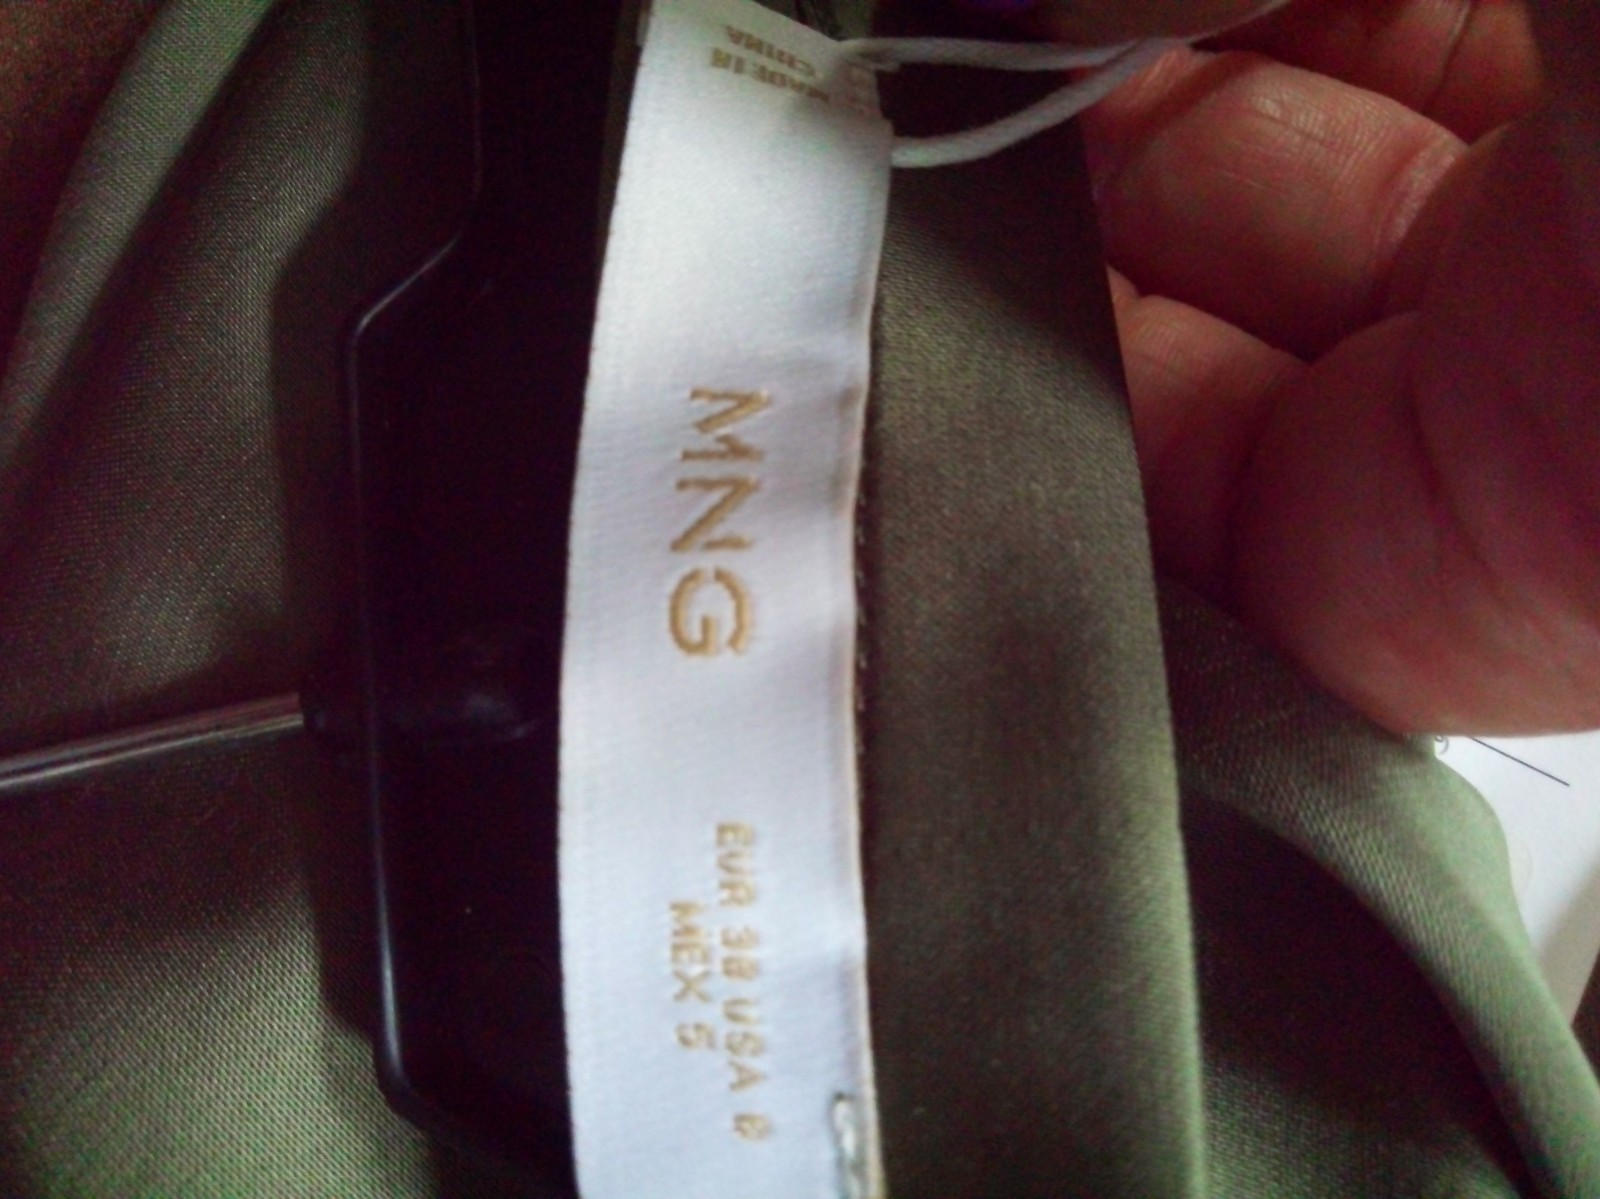 MADE IN
CHINA
MNG
EUR 38 USA 6
MEX 5